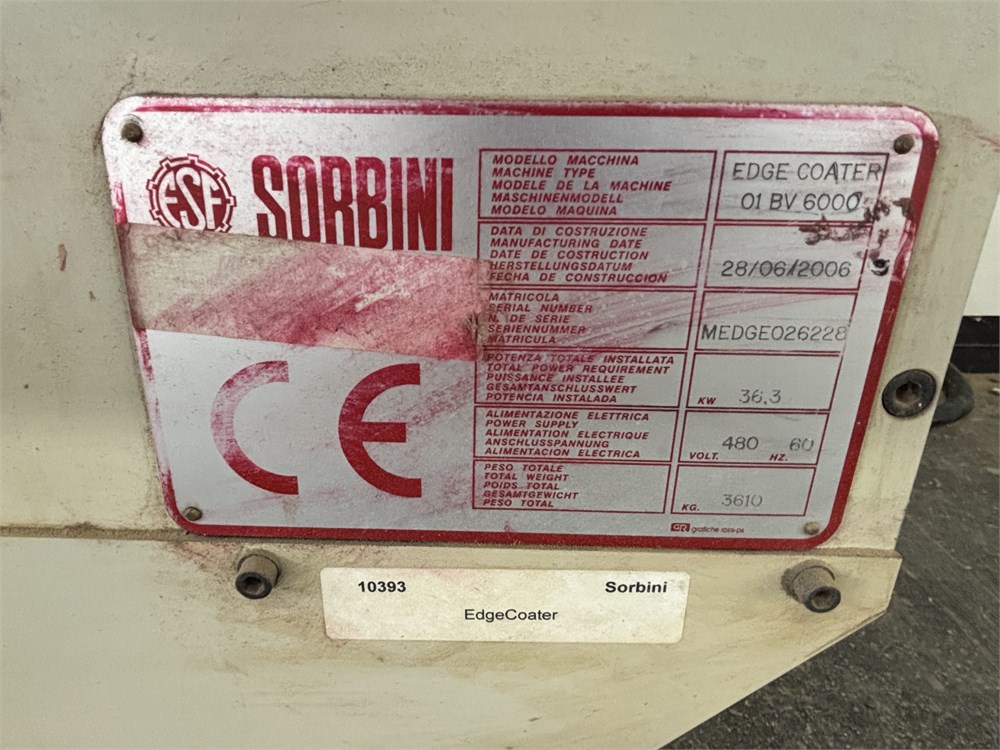 FSF SORBINI
MODELLO MACCHINA
MACHINE TYPE
MODELE DE LA MACHINE
MASCHINENMODELL
MODELO MAQUINA
EDGE COATER
01 BV 6000
DATA DI COSTRUZIONE
MANUFACTURING DATE
DATE DE COSTRUCTION
HERSTELLUNGSDATUM
FECHA DE CONSTRUCCION
28/06/2006
MATRICOLA
SERIAL NUMBER
N. DE SERIE
SERIENNUMMER
MATRICULA
MEDGE026228
POTENZA TOTALE INSTALLATA
TOTAL POWER REQUIREMENT
PUISSANCE INSTALLEE
GESAMTANSCHLUSSWERT
POTENCIA INSTALADA
KW 36,3
ALIMENTAZIONE ELETTRICA
POWER SUPPLY
ALIMENTATION ELECTRIQUE
ANSCHLUSSPANNUNG
ALIMENTACION ELECTRICA
VOLT. 480 HZ. 60
PESO TOTALE
TOTAL WEIGHT
POIDS TOTAL
GESAMTGEWICHT
PESO TOTAL
KG. 3610
CE
GR grafiche
10393 Sorbini
EdgeCoater